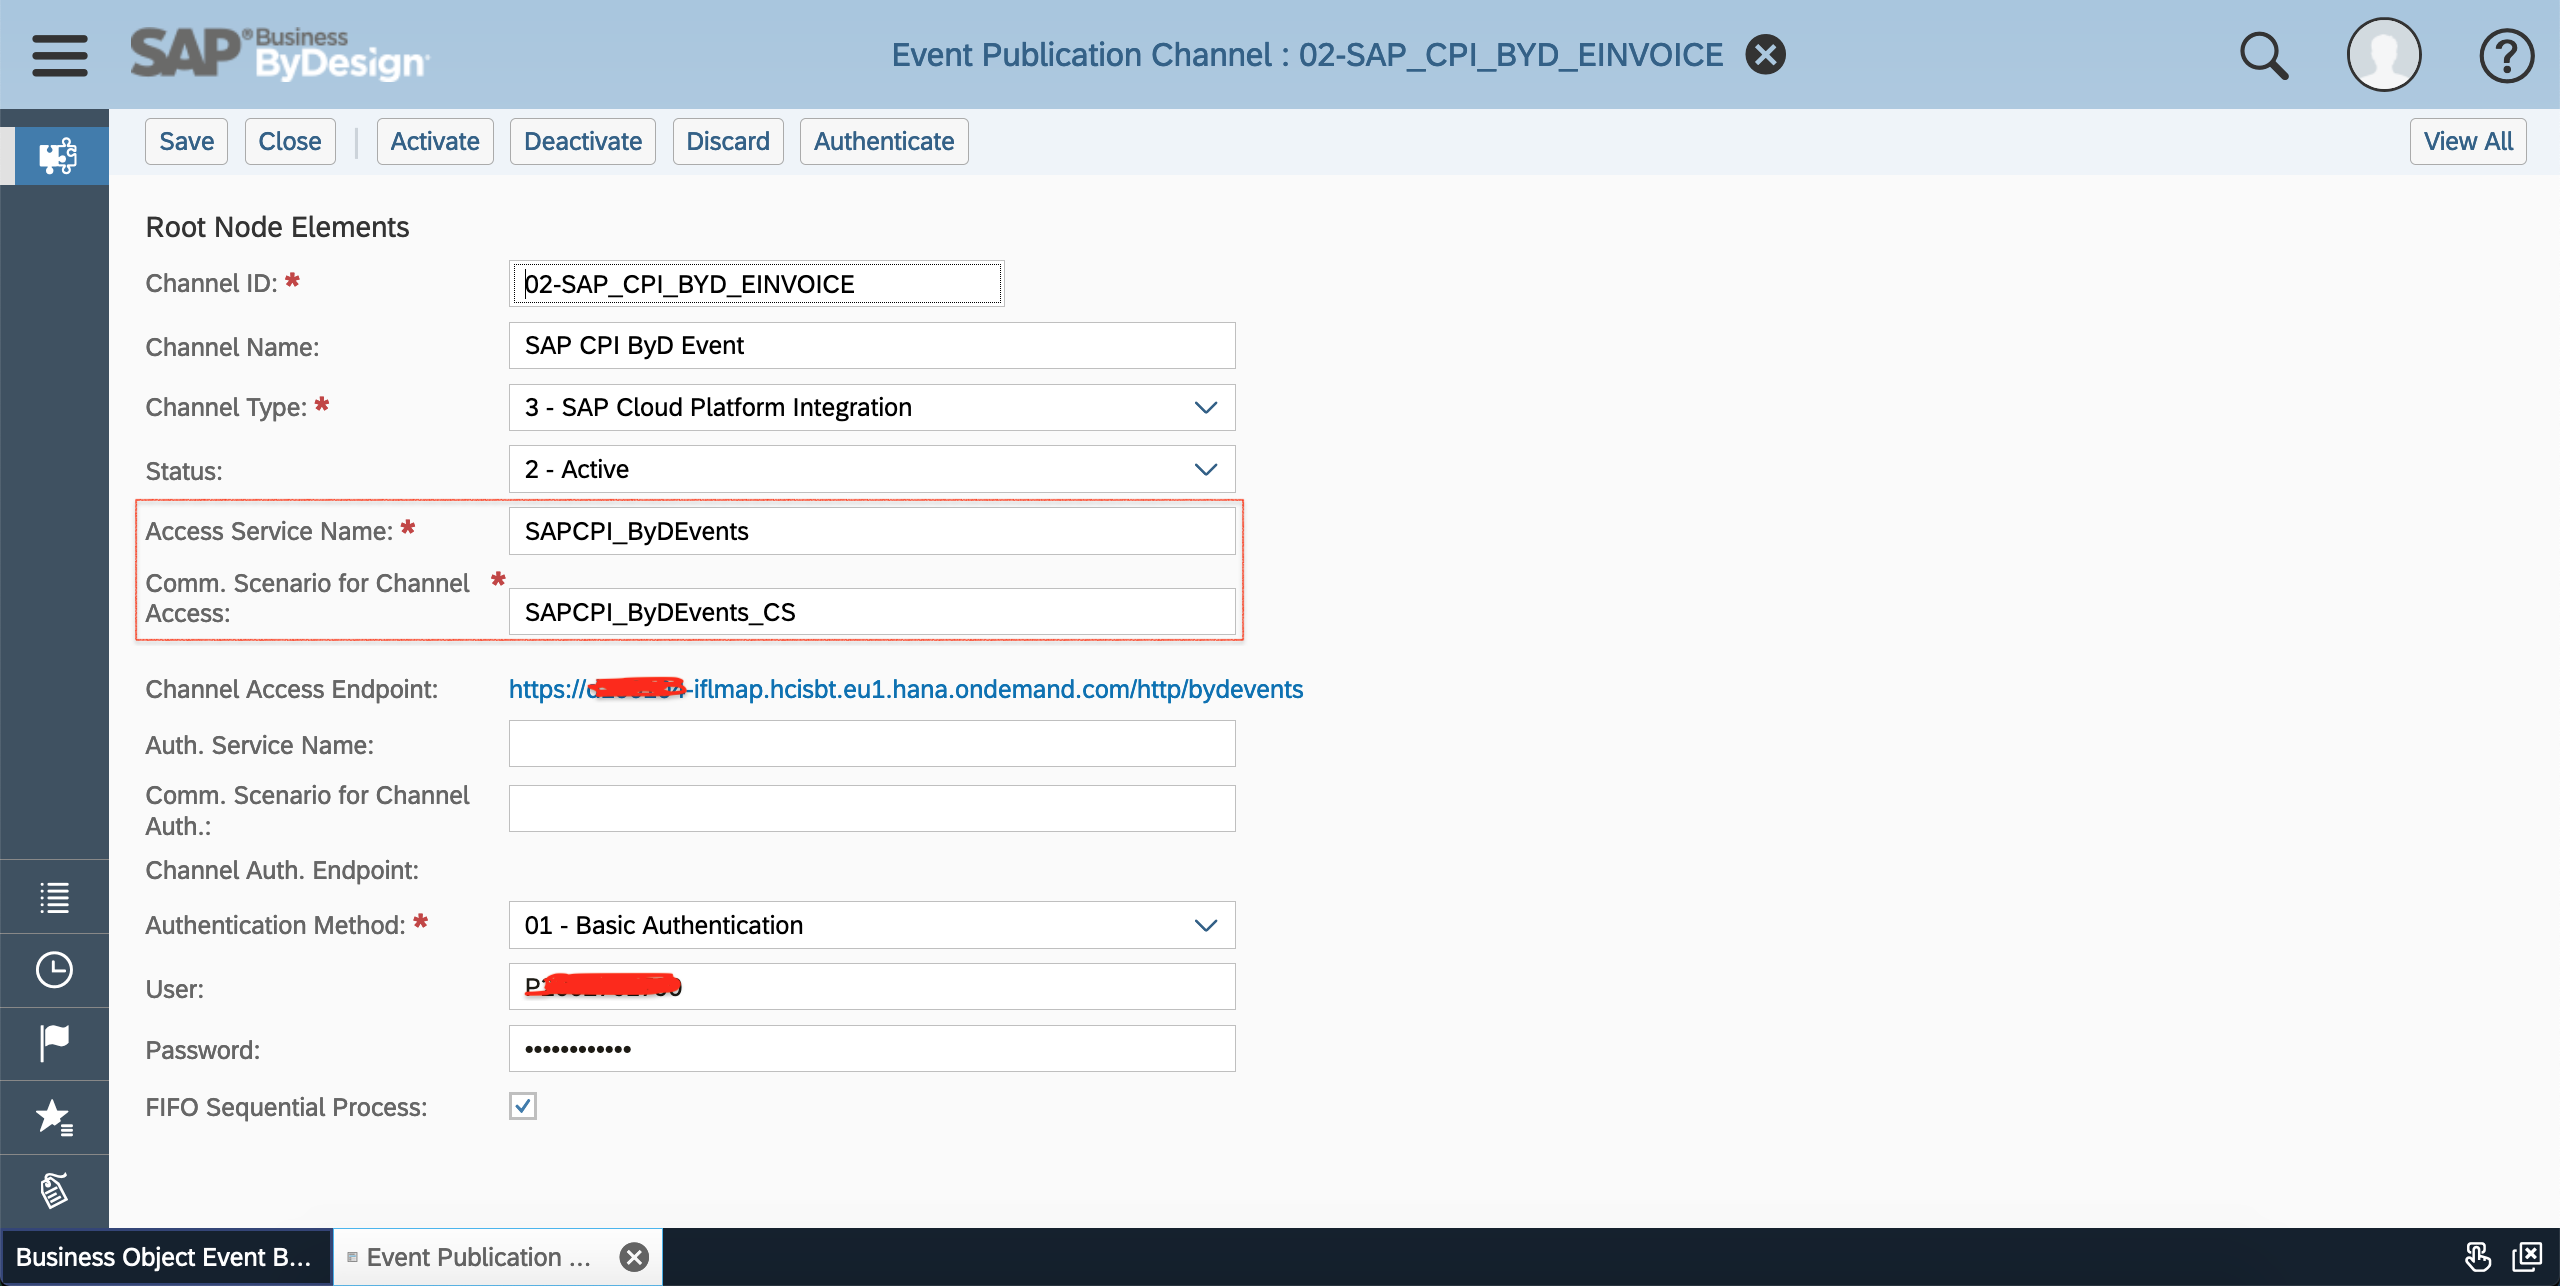 SAP® Business ByDesign
Event Publication Channel : 02-SAP_CPI_BYD_EINVOICE
Save Close Activate Deactivate Discard Authenticate View All
Root Node Elements
Channel ID: * 02-SAP_CPI_BYD_EINVOICE
Channel Name: SAP CPI ByD Event
Channel Type: * 3 - SAP Cloud Platform Integration
Status: 2 - Active
Access Service Name: * SAPCPI_ByDEvents
Comm. Scenario for Channel *
Access: SAPCPI_ByDEvents_CS
Channel Access Endpoint: https:// -iflmap.hcisbt.eu1.hana.ondemand.com/http/bydevents
Auth. Service Name:
Comm. Scenario for Channel
Auth.:
Channel Auth. Endpoint:
Authentication Method: * 01 - Basic Authentication
User:
Password: ••••••••••••
FIFO Sequential Process:
Business Object Event B... Event Publication ...